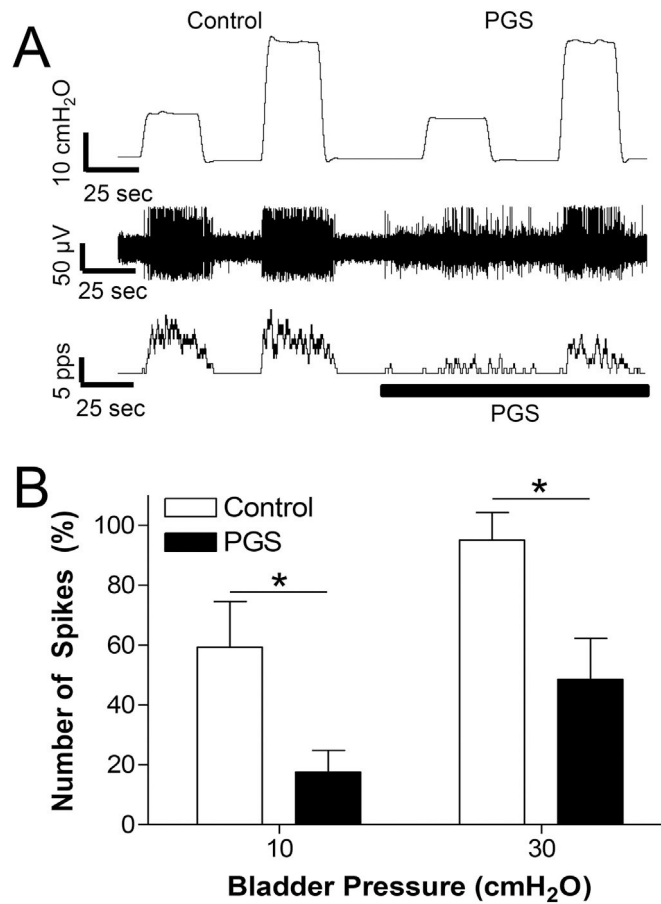 A
Control
PGS
10 cmH₂O
25 sec
50 µV
25 sec
5 pps
25 sec
PGS
B
Control
PGS
*
*
Number of Spikes (%)
100
80
60
40
20
0
10
30
Bladder Pressure (cmH₂O)